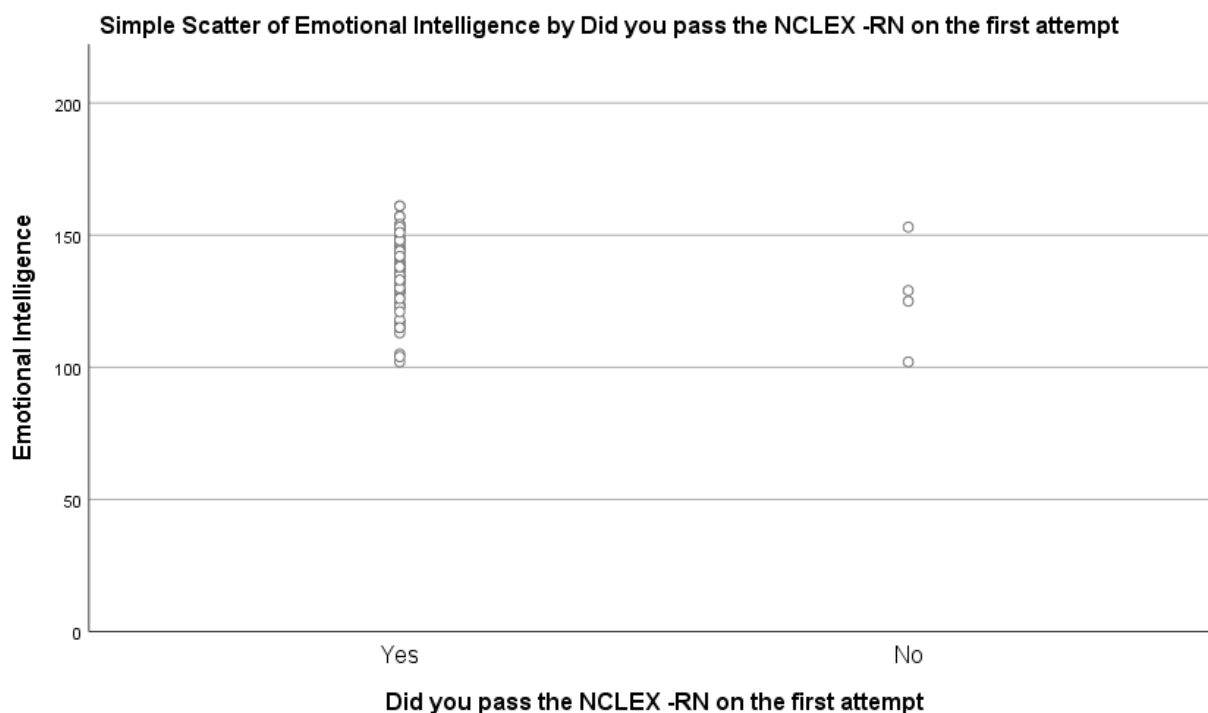 Simple Scatter of Emotional Intelligence by Did you pass the NCLEX -RN on the first attempt
200
150
100
50
0
Emotional Intelligence
Yes
No
Did you pass the NCLEX -RN on the first attempt